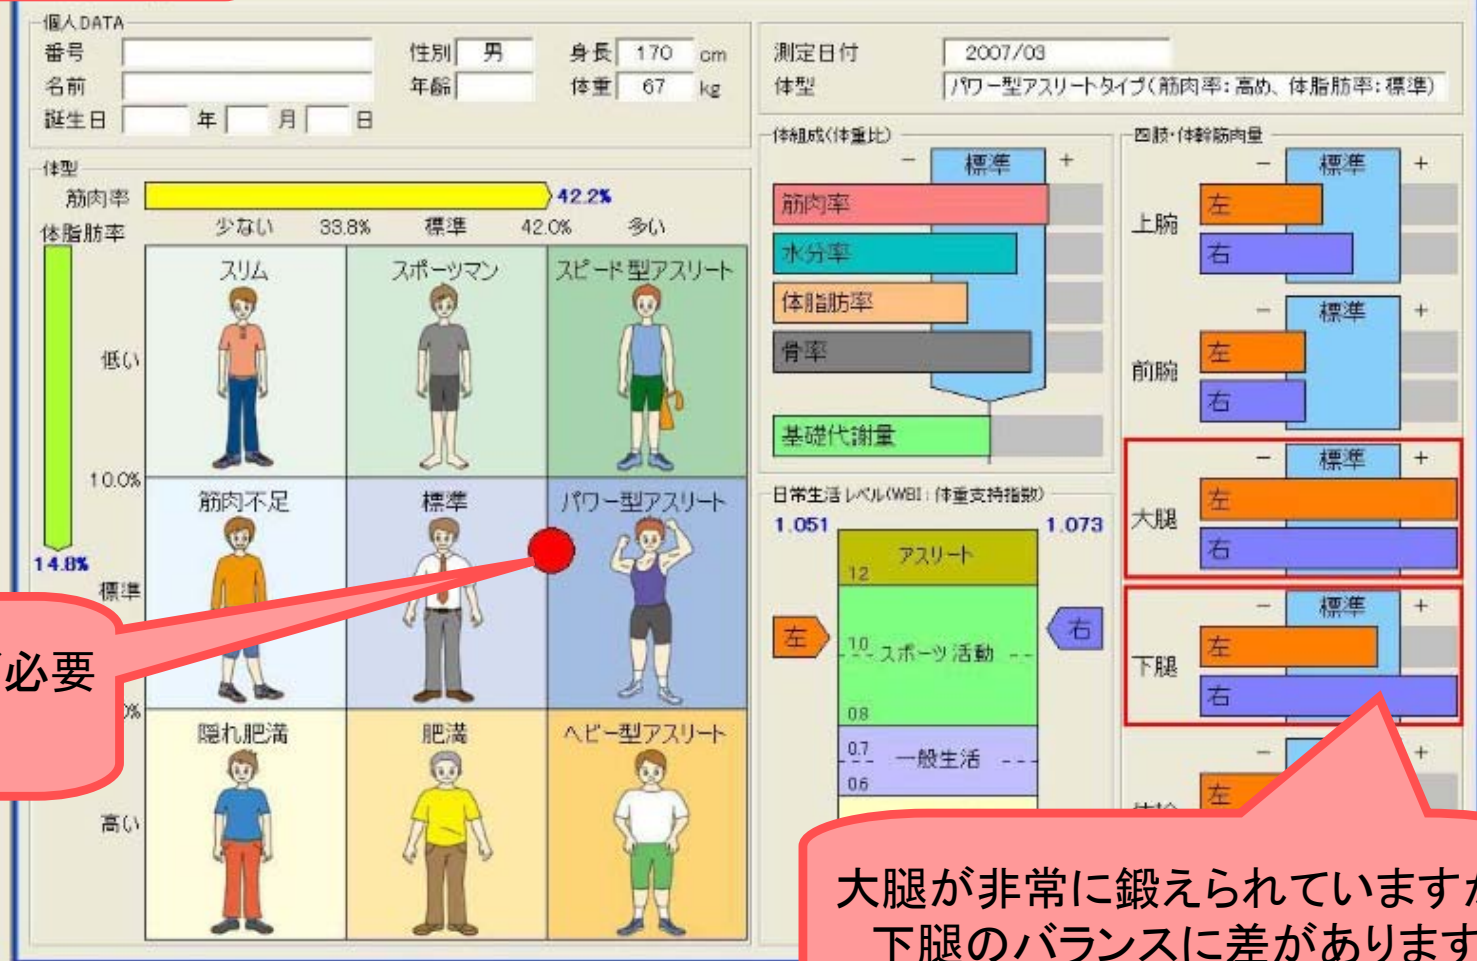 個人DATA
番号 性別 男 身長 170 cm
名前 年齢 体重 67 kg
誕生日 年 月 日
測定日付 2007/03
体型 パワー型アスリートタイプ(筋肉率:高め、体脂肪率:標準)
体型
筋肉率 42.2%
体脂肪率 少ない 33.8% 標準 42.0% 多い
スリム スポーツマン スピード型アスリート
低い
10.0%
筋肉不足 標準 パワー型アスリート
14.8%
標準
必要
0%
隠れ肥満 肥満 ヘビー型アスリート
高い
体組成(体重比)
- 標準 +
筋肉率
水分率
体脂肪率
骨率
基礎代謝量
日常生活レベル(WBI:体重支持指数)
1.051 1.073
アスリート
1.2
左 1.0 スポーツ活動 右
0.8
0.7 一般生活
0.6
四肢・体幹筋肉量
- 標準 +
上腕 左
右
- 標準 +
前腕 左
右
- 標準 +
大腿 左
右
- 標準 +
下腿 左
右
- +
左
大腿が非常に鍛えられていますが
下腿のバランスに差があります